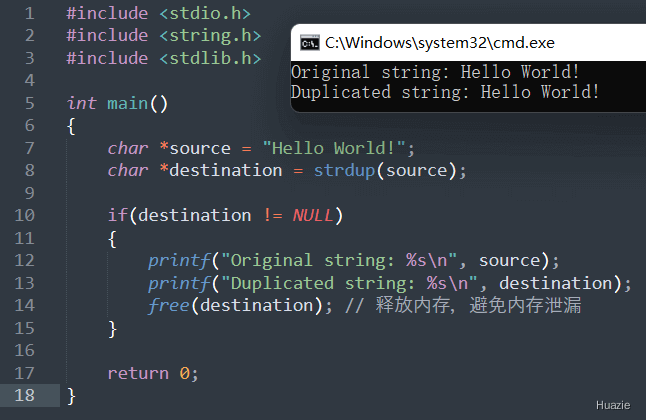 1 #include <stdio.h>
2 #include <string.h>
3 #include <stdlib.h>
4
5 int main()
6 {
7     char *source = "Hello World!";
8     char *destination = strdup(source);
9
10     if(destination != NULL)
11     {
12         printf("Original string: %s\n", source);
13         printf("Duplicated string: %s\n", destination);
14         free(destination); // 释放内存，避免内存泄漏
15     }
16
17     return 0;
18 }
C:\Windows\system32\cmd.exe
Original string: Hello World!
Duplicated string: Hello World!
Huazie